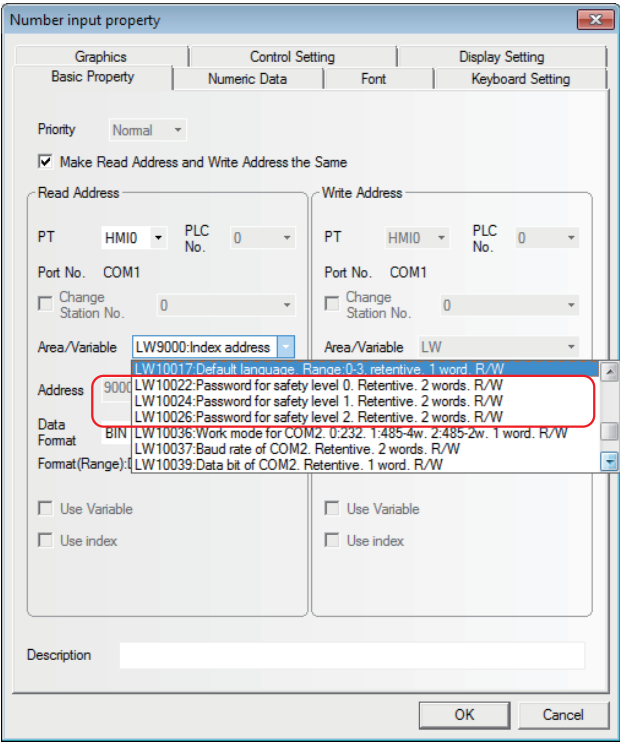 Number input property
Graphics Control Setting Display Setting
Basic Property Numeric Data Font Keyboard Setting
Priority Normal
Make Read Address and Write Address the Same
Read Address
PT HMI0 PLC No. 0
Port No. COM1
Change Station No. 0
Area/Variable LW9000:Index address
Write Address
PT HMI0 PLC No. 0
Port No. COM1
Change Station No. 0
Area/Variable LW
LW10017:Default language. Range:0-3, retentive. 1 word. R/W
LW10022:Password for safety level 0. Retentive. 2 words. R/W
LW10024:Password for safety level 1. Retentive. 2 words. R/W
LW10026:Password for safety level 2. Retentive. 2 words. R/W
LW10036:Work mode for COM2. 0:232. 1:485-4w. 2:485-2w. 1 word. R/W
LW10037:Baud rate of COM2. Retentive. 2 words. R/W
LW10039:Data bit of COM2. Retentive. 1 word. R/W
Address 9000
Data Format BIN
Format(Range):
Use Variable
Use index
Use Variable
Use index
Description
OK Cancel